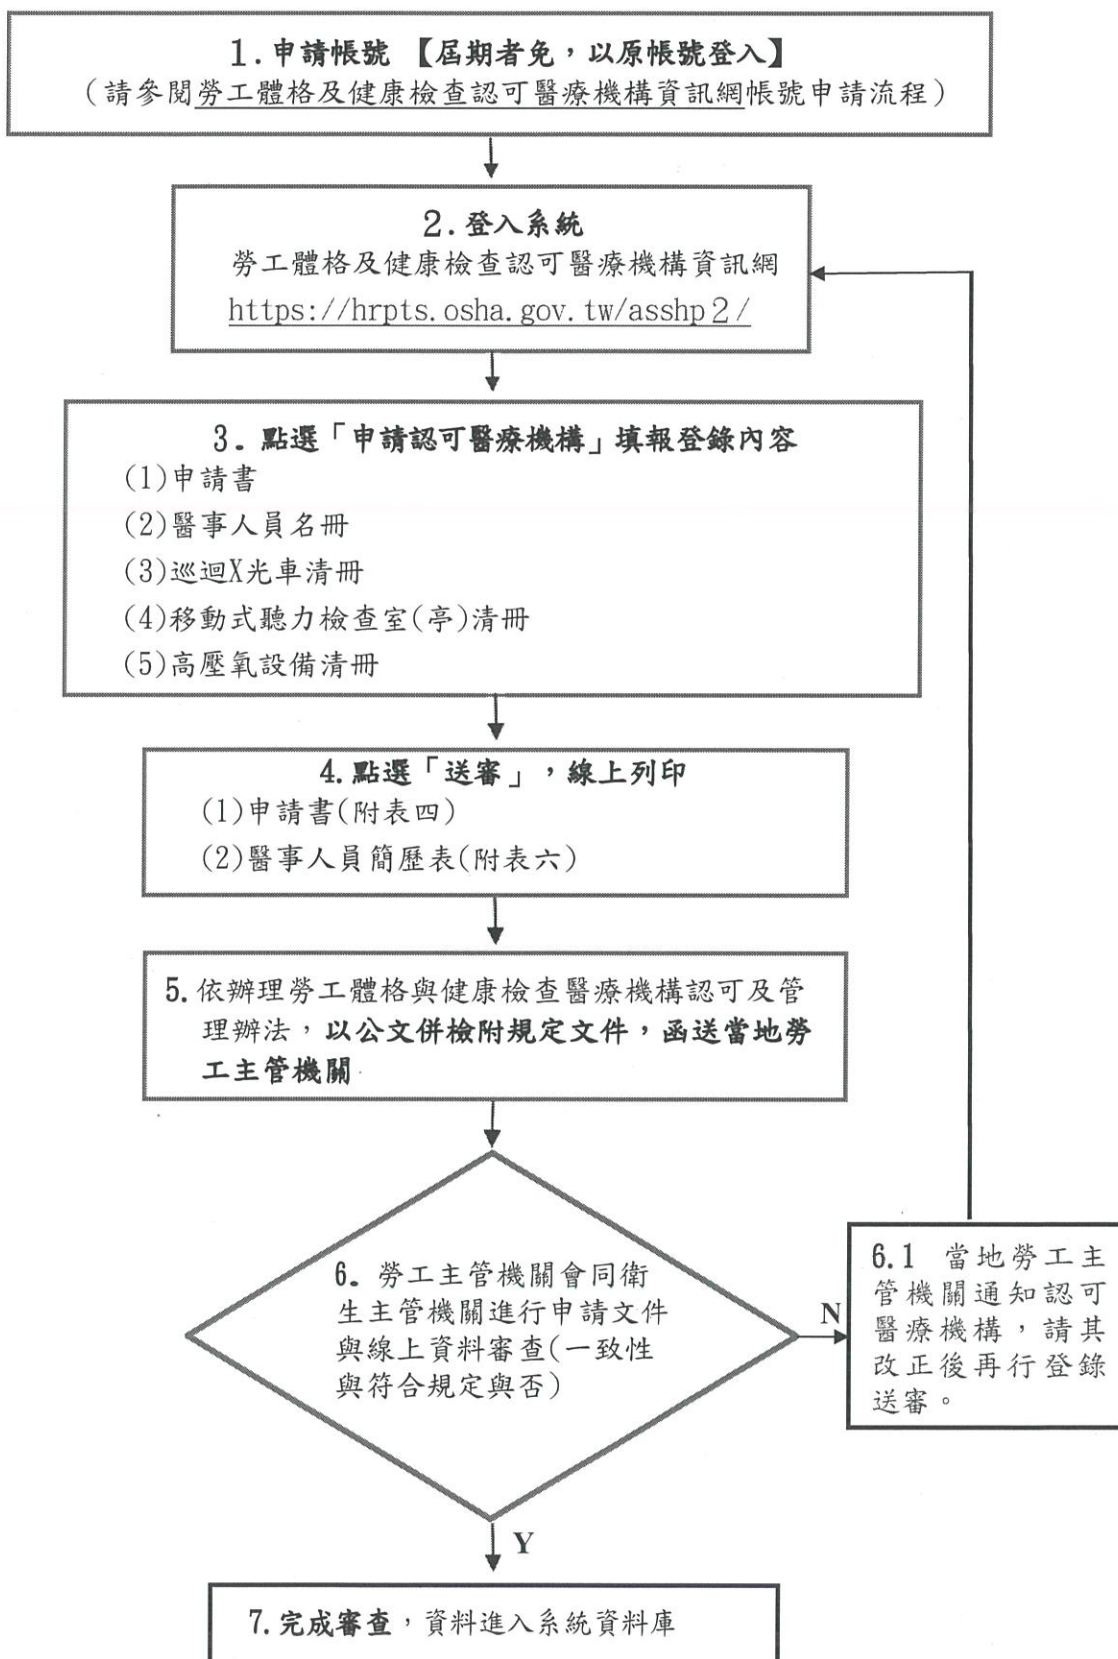 1.申請帳號 【屆期者免，以原帳號登入】
(請參閱勞工體格及健康檢查認可醫療機構資訊網帳號申請流程)
2.登入系統
勞工體格及健康檢查認可醫療機構資訊網
https://hrpts.osha.gov.tw/asshp2/
3. 點選「申請認可醫療機構」填報登錄內容
(1)申請書
(2)醫事人員名冊
(3)巡迴X光車清冊
(4)移動式聽力檢查室(亭)清冊
(5)高壓氧設備清冊
4.點選「送審」，線上列印
(1)申請書(附表四)
(2)醫事人員簡歷表(附表六)
5.依辦理勞工體格與健康檢查醫療機構認可及管
理辦法，以公文併檢附規定文件，函送當地勞
工主管機關
6. 勞工主管機關會同衛
生主管機關進行申請文件
與線上資料審查(一致性
與符合規定與否)
N
6.1 當地勞工主
管機關通知認可
醫療機構，請其
改正後再行登錄
送審。
Y
7.完成審查，資料進入系統資料庫